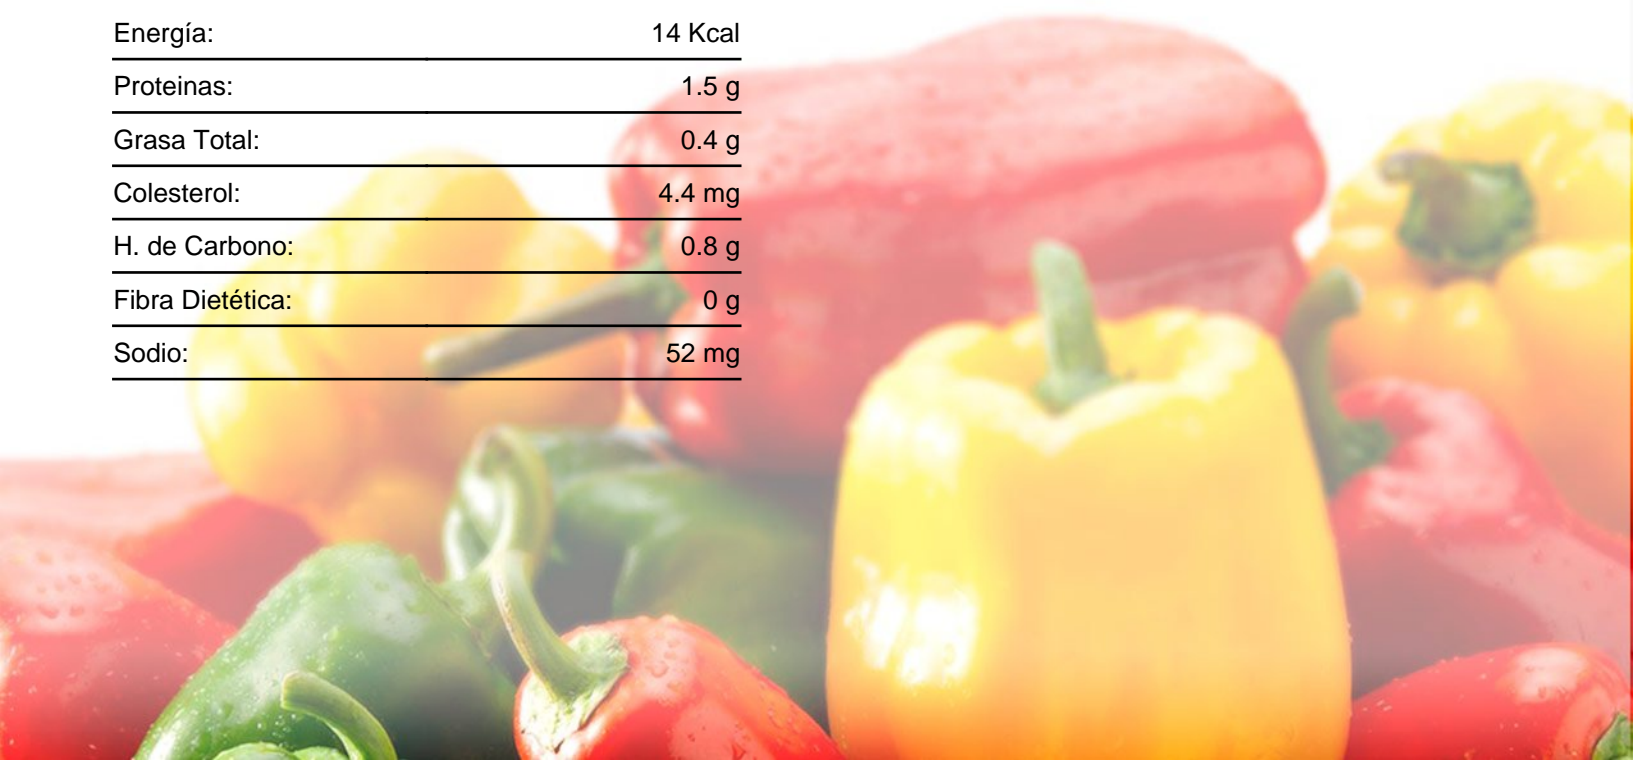 Energía: 14 Kcal
Proteinas: 1.5 g
Grasa Total: 0.4 g
Colesterol: 4.4 mg
H. de Carbono: 0.8 g
Fibra Dietética: 0 g
Sodio: 52 mg